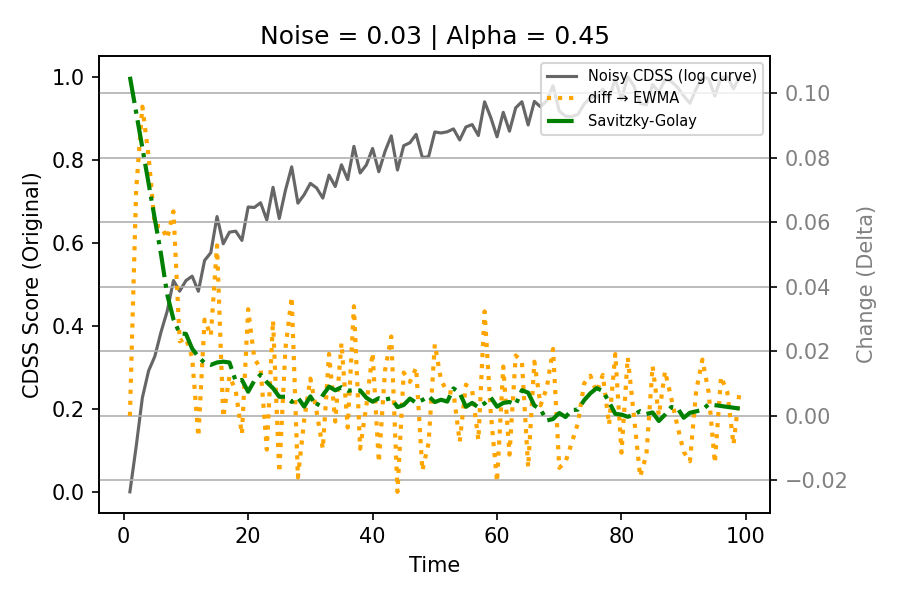 Noise = 0.03 | Alpha = 0.45
Noisy CDSS (log curve)
diff → EWMA
Savitzky-Golay
CDSS Score (Original)
1.0
0.8
0.6
0.4
0.2
0.0
0.10
0.08
0.06
0.04
0.02
0.00
−0.02
Change (Delta)
0 20 40 60 80 100
Time